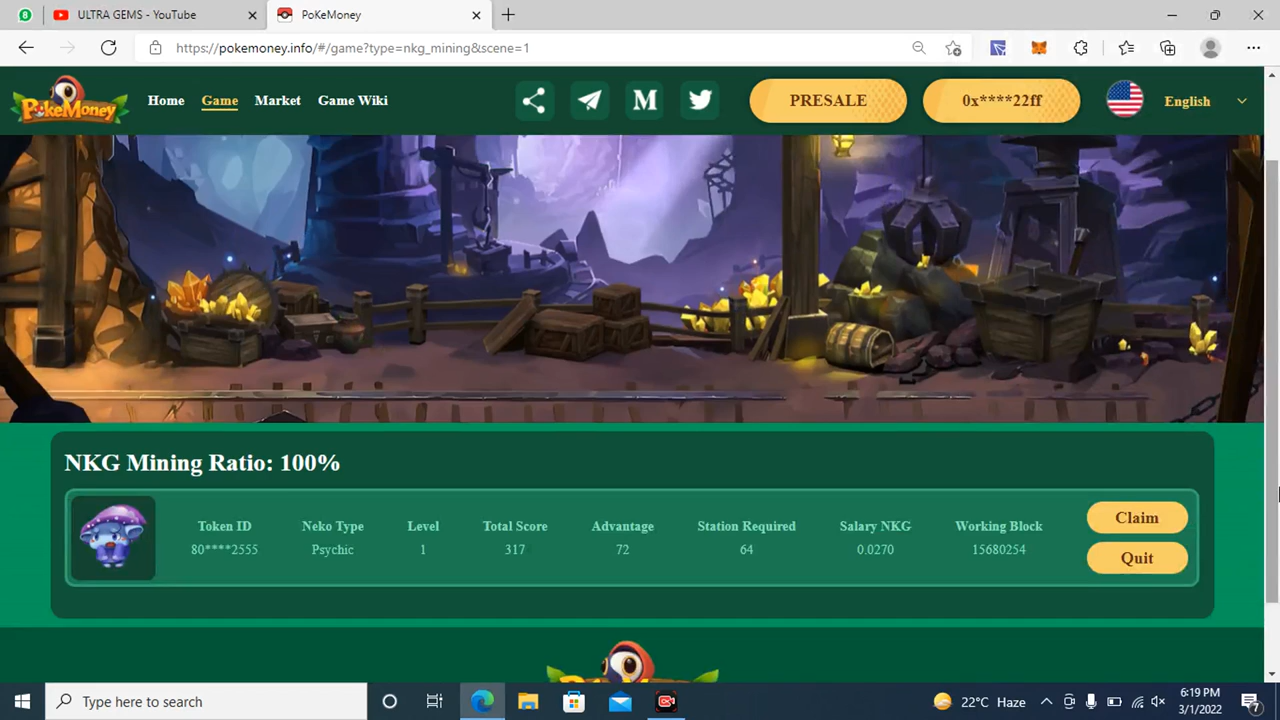 8
ULTRA GEMS - YouTube
PoKeMoney
https://pokemoney.info/#/game?type=nkg_mining&scene=1
PokeMoney
Home
Game
Market
Game Wiki
M
PRESALE
0x****22ff
English
NKG Mining Ratio: 100%
Token ID
Neko Type
Level
Total Score
Advantage
Station Required
Salary NKG
Working Block
80****2555
Psychic
1
317
72
64
0.0270
15680254
Claim
Quit
Type here to search
22°C Haze
6:19 PM
3/1/2022
7